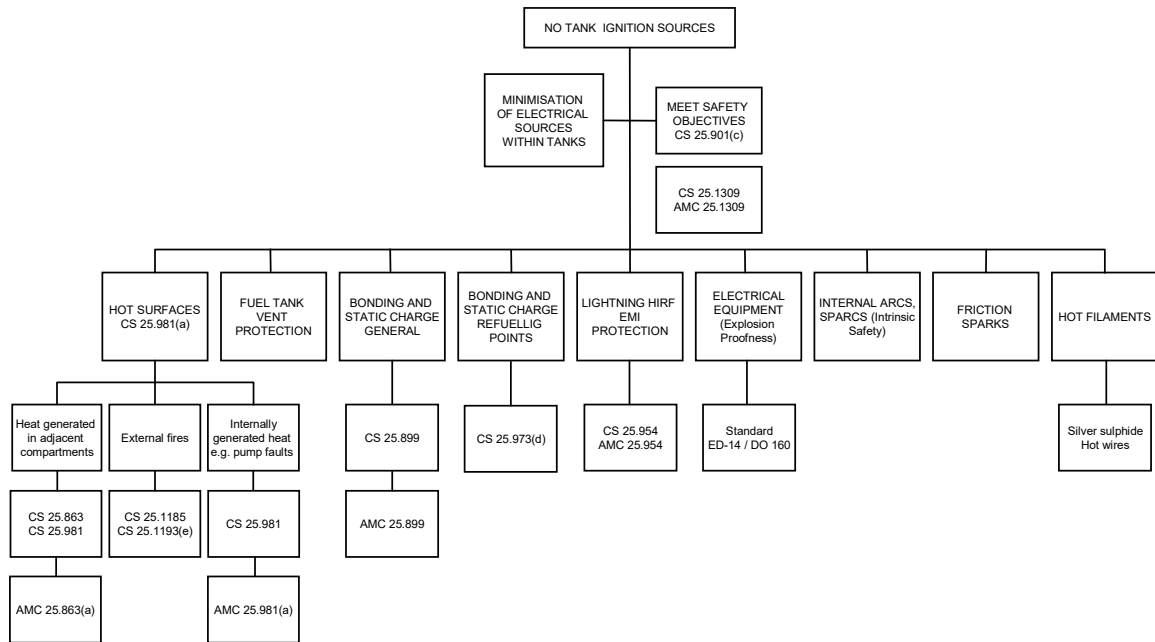 NO TANK IGNITION SOURCES
MINIMISATION
OF ELECTRICAL
SOURCES
WITHIN TANKS
MEET SAFETY
OBJECTIVES
CS 25.901(c)
CS 25.1309
AMC 25.1309
HOT SURFACES
CS 25.981(a)
FUEL TANK
VENT
PROTECTION
BONDING AND
STATIC CHARGE
GENERAL
BONDING AND
STATIC CHARGE
REFUELLIG
POINTS
LIGHTNING HIRF
EMI
PROTECTION
ELECTRICAL
EQUIPMENT
(Explosion
Proofness)
INTERNAL ARCS,
SPARCS (Intrinsic
Safety)
FRICTION
SPARKS
HOT FILAMENTS
Heat generated
in adjacent
compartments
External fires
Internally
generated heat
e.g. pump faults
CS 25.899
CS 25.973(d)
CS 25.954
AMC 25.954
Standard
ED-14 / DO 160
Silver sulphide
Hot wires
CS 25.863
CS 25.981
CS 25.1185
CS 25.1193(e)
CS 25.981
AMC 25.899
AMC 25.863(a)
AMC 25.981(a)